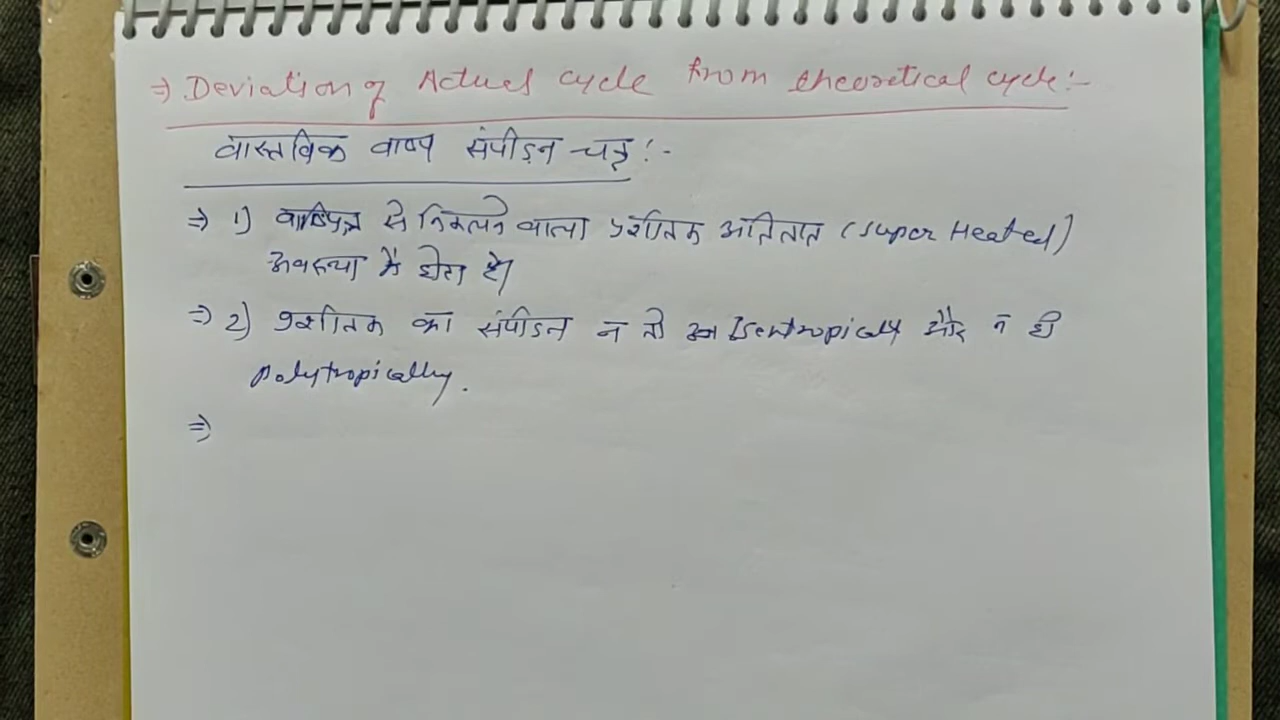 ⇒ Deviation of Actual cycle from theoretical cycle:-
वास्तविक वाष्प संपीड़न चक्र:-
⇒ 1) वाष्पित्र से निकलने वाला प्रशीतक अतितप्त (Super Heated)
अवस्था में होता है।
⇒ 2) प्रशीतक का संपीडन न तो Isentropically और न ही
polytropically.
⇒